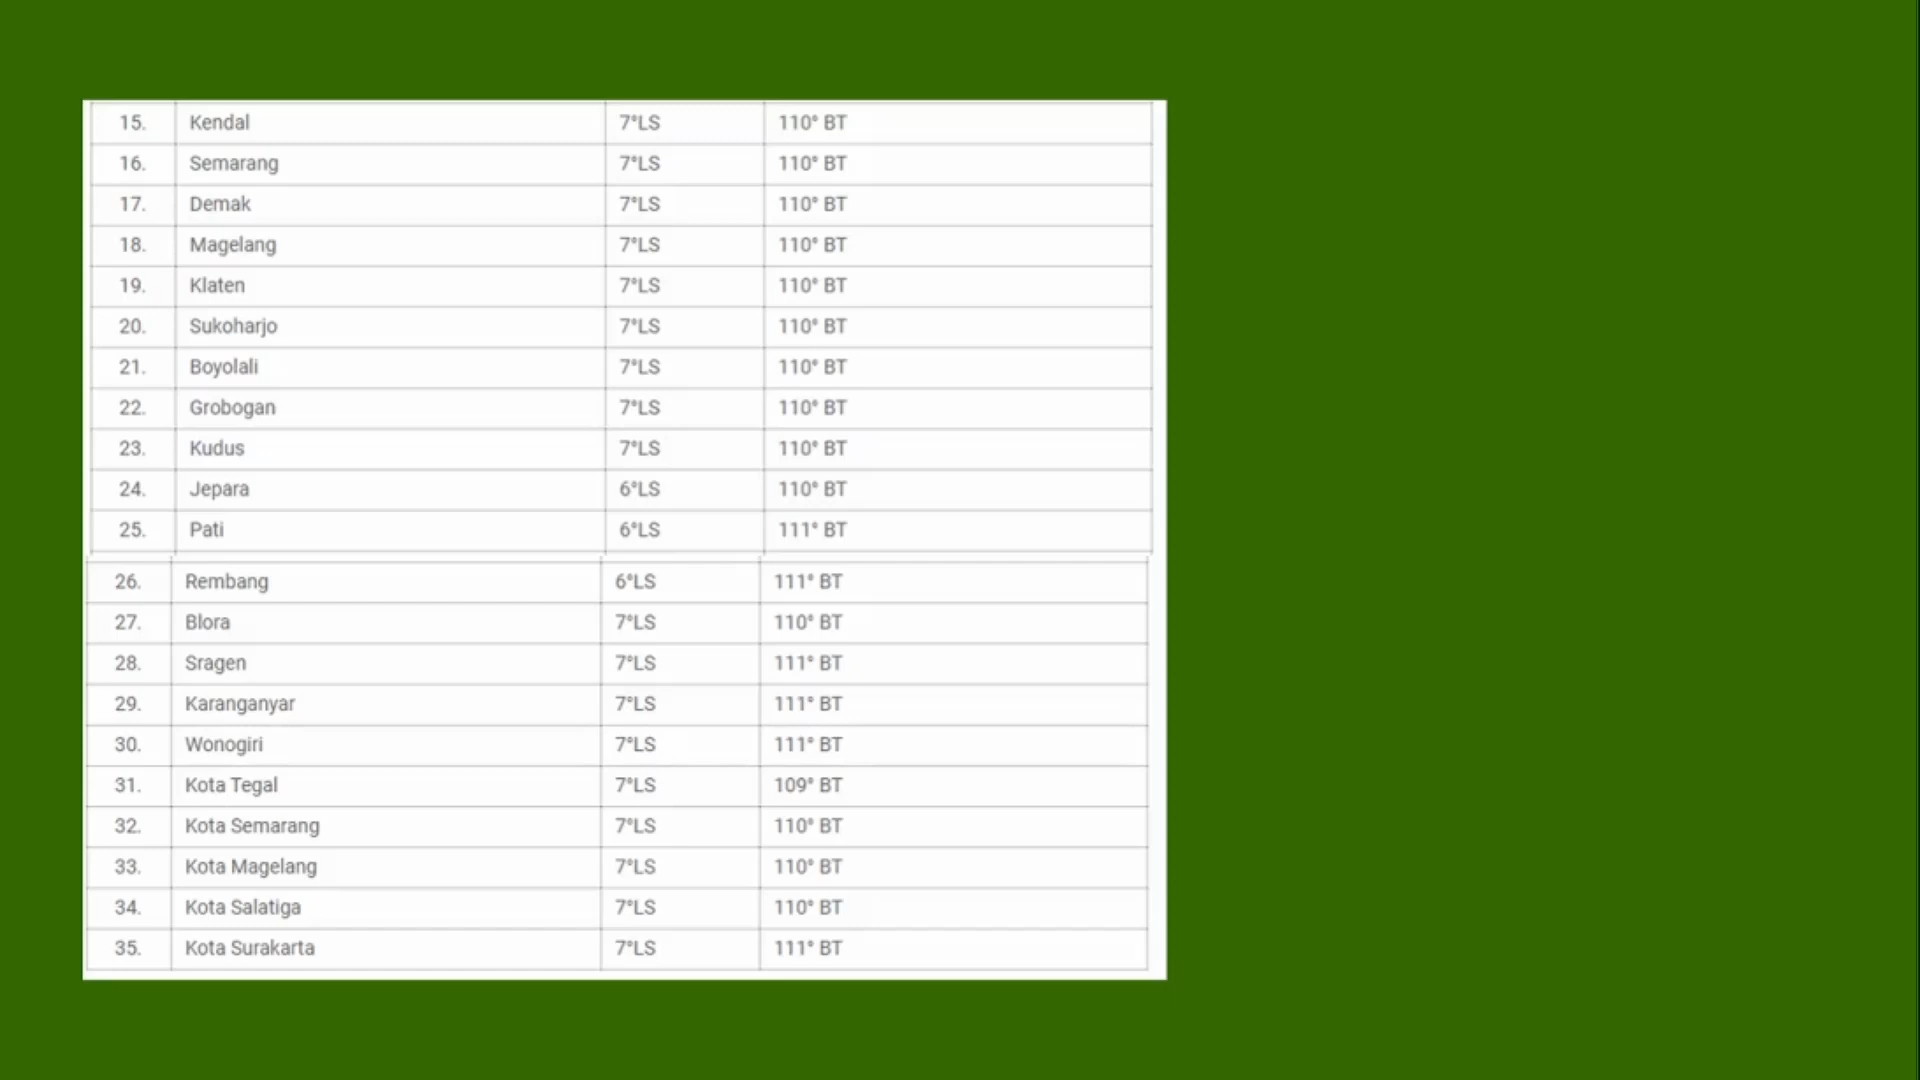 15. Kendal 7°LS 110° BT
16. Semarang 7°LS 110° BT
17. Demak 7°LS 110° BT
18. Magelang 7°LS 110° BT
19. Klaten 7°LS 110° BT
20. Sukoharjo 7°LS 110° BT
21. Boyolali 7°LS 110° BT
22. Grobogan 7°LS 110° BT
23. Kudus 7°LS 110° BT
24. Jepara 6°LS 110° BT
25. Pati 6°LS 111° BT
26. Rembang 6°LS 111° BT
27. Blora 7°LS 110° BT
28. Sragen 7°LS 111° BT
29. Karanganyar 7°LS 111° BT
30. Wonogiri 7°LS 111° BT
31. Kota Tegal 7°LS 109° BT
32. Kota Semarang 7°LS 110° BT
33. Kota Magelang 7°LS 110° BT
34. Kota Salatiga 7°LS 110° BT
35. Kota Surakarta 7°LS 111° BT